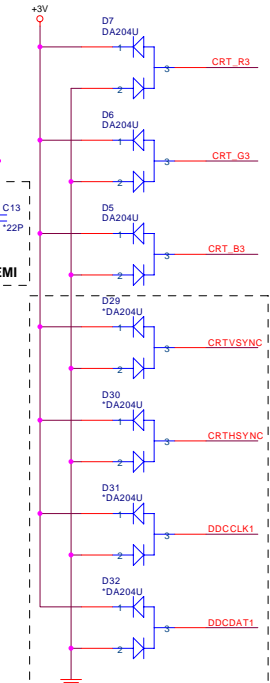 +3V
D7
DA204U
1
2
3
CRT_R3
D6
DA204U
1
2
3
CRT_G3
C13
*22P
EMI
D5
DA204U
1
2
3
CRT_B3
D29
*DA204U
1
2
3
CRTVSYNC
D30
*DA204U
1
2
3
CRTHSYNC
D31
*DA204U
1
2
3
DDCCLK1
D32
*DA204U
1
2
3
DDCDAT1